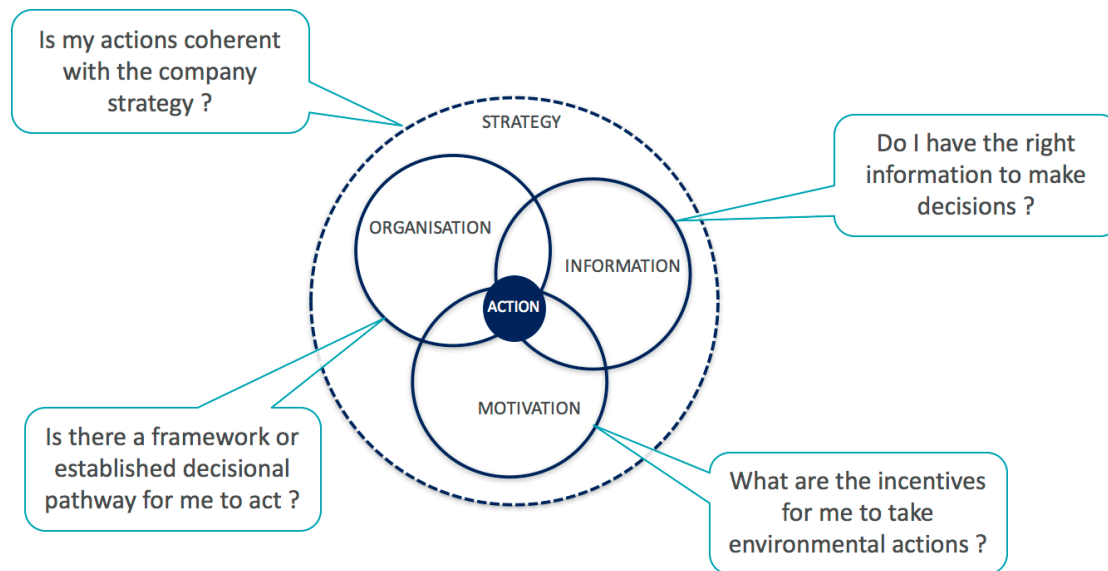 Is my actions coherent
with the company
strategy ?
STRATEGY
Do I have the right
information to make
decisions ?
ORGANISATION
INFORMATION
ACTION
MOTIVATION
Is there a framework or
established decisional
pathway for me to act ?
What are the incentives
for me to take
environmental actions ?